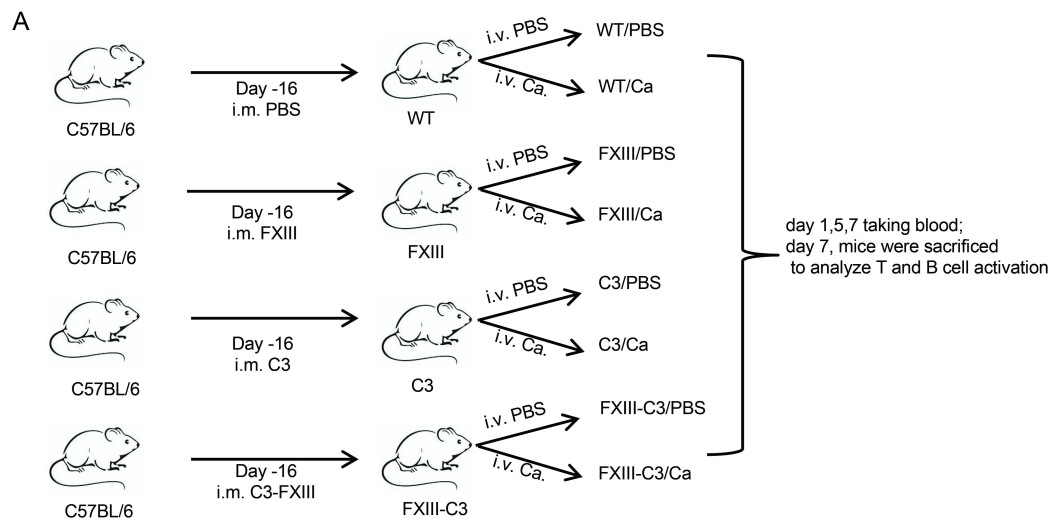 A
C57BL/6
Day -16
i.m. PBS
WT
i.v. PBS
i.v. Ca.
WT/PBS
WT/Ca
C57BL/6
Day -16
i.m. FXIII
FXIII
i.v. PBS
i.v. Ca.
FXIII/PBS
FXIII/Ca
C57BL/6
Day -16
i.m. C3
C3
i.v. PBS
i.v. Ca.
C3/PBS
C3/Ca
C57BL/6
Day -16
i.m. C3-FXIII
FXIII-C3
i.v. PBS
i.v. Ca.
FXIII-C3/PBS
FXIII-C3/Ca
day 1,5,7 taking blood;
day 7, mice were sacrificed
to analyze T and B cell activation